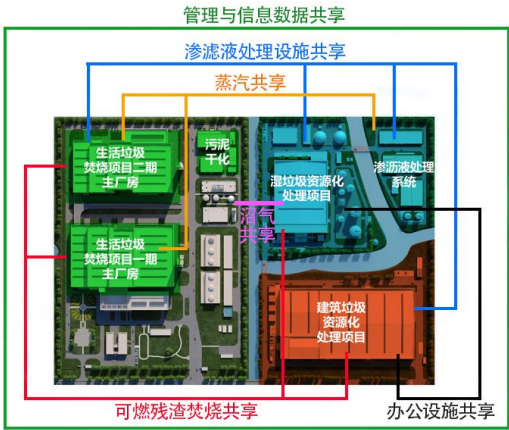 管理与信息数据共享
渗滤液处理设施共享
蒸汽共享
生活垃圾
焚烧项目二期
主厂房
污泥
干化
湿垃圾资源化
处理项目
渗沥液处理
系统
沼气
共享
生活垃圾
焚烧项目一期
主厂房
建筑垃圾
资源化
处理项目
可燃残渣焚烧共享
办公设施共享